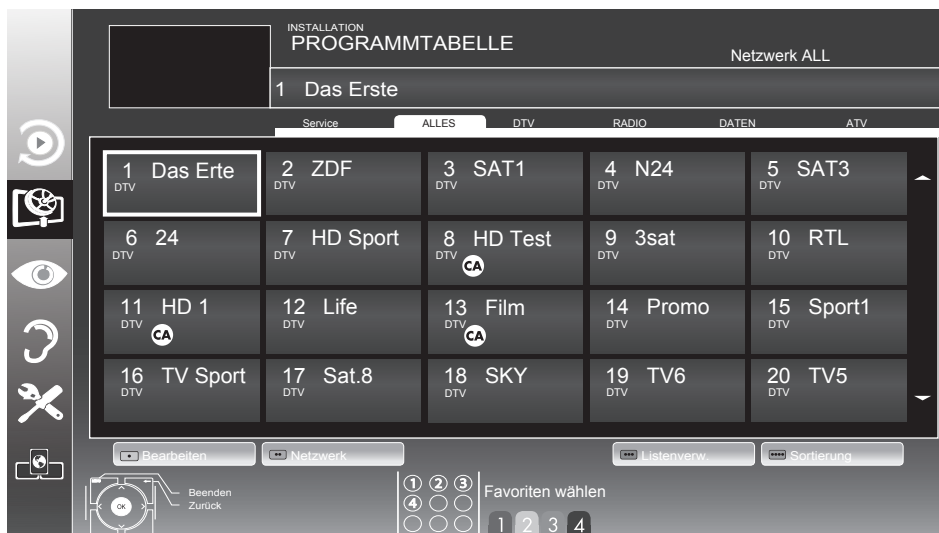 INSTALLATION
PROGRAMMTABELLE
Netzwerk ALL
1 Das Erste
Service ALLES DTV RADIO DATEN ATV
1 Das Erte
DTV
2 ZDF
DTV
3 SAT1
DTV
4 N24
DTV
5 SAT3
DTV
6 24
DTV
7 HD Sport
DTV
8 HD Test
DTV
CA
9 3sat
DTV
10 RTL
DTV
11 HD 1
DTV
CA
12 Life
DTV
13 Film
DTV
CA
14 Promo
DTV
15 Sport1
DTV
16 TV Sport
DTV
17 Sat.8
DTV
18 SKY
DTV
19 TV6
DTV
20 TV5
DTV
Bearbeiten Netzwerk Listenverw. Sortierung
OK
Beenden
Zurück
1 2 3
4
Favoriten wählen
1 2 3 4